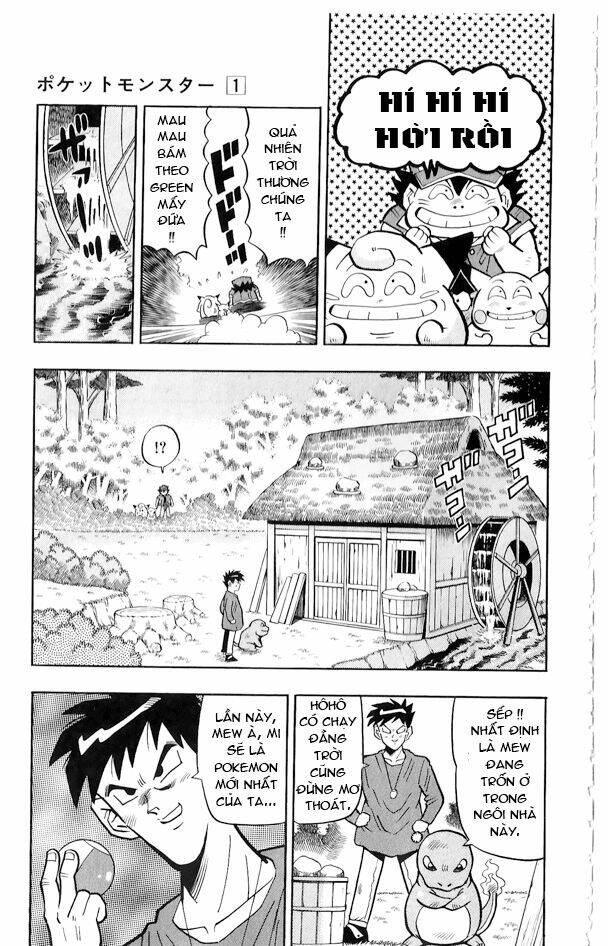 ポケットモンスター 1
HÍ HÍ HÍ
HỜI RỒI
QUẢ
NHIÊN TRỜI
THƯƠNG
CHÚNG
TA !!
ドドドーッ
MAU
MAU
BÁM
THEO
GREEN
MẤY
ĐỨA
!!
!?
SẾP !!
NHẤT ĐỊNH
LÀ MEW
ĐANG
TRỐN Ở
TRONG
NGÔI NHÀ
NÀY.
HÔHÔ
CÓ CHẠY
ĐẰNG
TRỜI
CŨNG
ĐỪNG MƠ
THOÁT.
LẦN NÀY,
MEW À, MI
SẼ LÀ
POKEMON
MỚI NHẤT
CỦA TA...